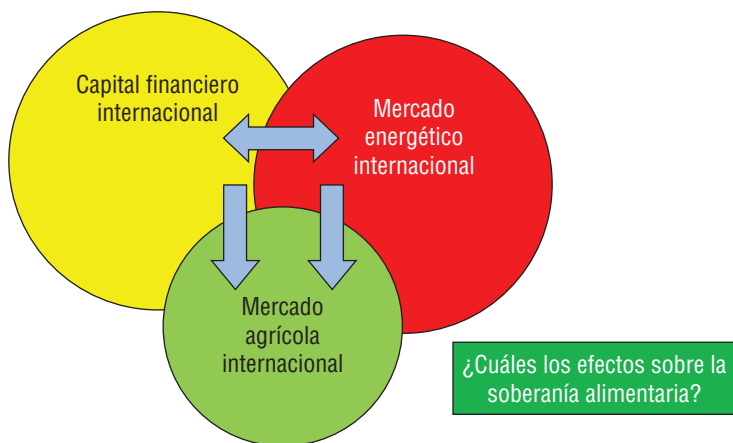 Capital financiero
internacional
Mercado
energético
internacional
Mercado
agrícola
internacional
¿Cuáles los efectos sobre la
soberanía alimentaria?